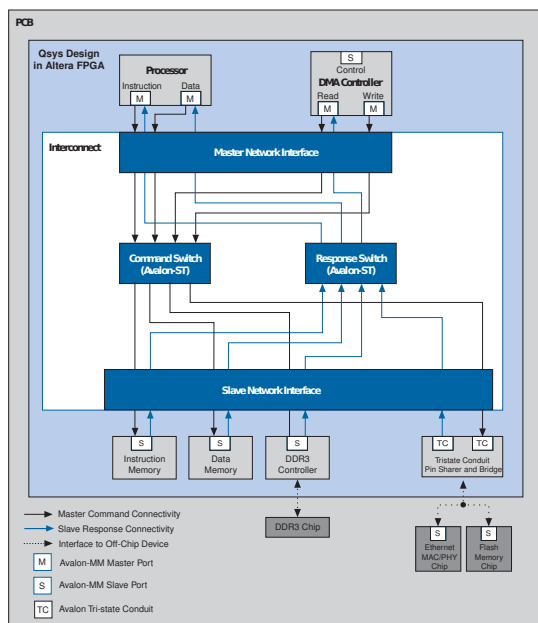 PCB
Qsys Design
in Altera FPGA
Processor
Instruction
Data
M
M
S
Control
DMA Controller
Read
Write
M
M
Interconnect
Master Network Interface
Command Switch
(Avalon-ST)
Response Switch
(Avalon-ST)
Slave Network Interface
S
Instruction
Memory
S
Data
Memory
S
DDR3
Controller
TC
TC
Tristate Conduit
Pin Sharer and Bridge
DDR3 Chip
S
Ethernet
MAC/PHY
Chip
S
Flash
Memory
Chip
Master Command Connectivity
Slave Response Connectivity
Interface to Off-Chip Device
M
Avalon-MM Master Port
S
Avalon-MM Slave Port
TC
Avalon Tri-state Conduit